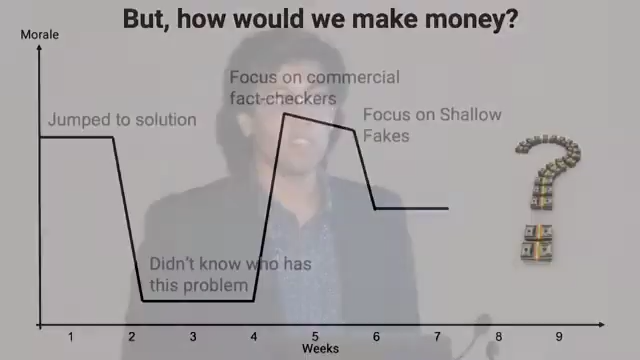 But, how would we make money?
Morale
Focus on commercial
fact-checkers
Jumped to solution
Focus on Shallow
Fakes
Didn't know who has
this problem
1 2 3 4 5 6 7 8 9
Weeks